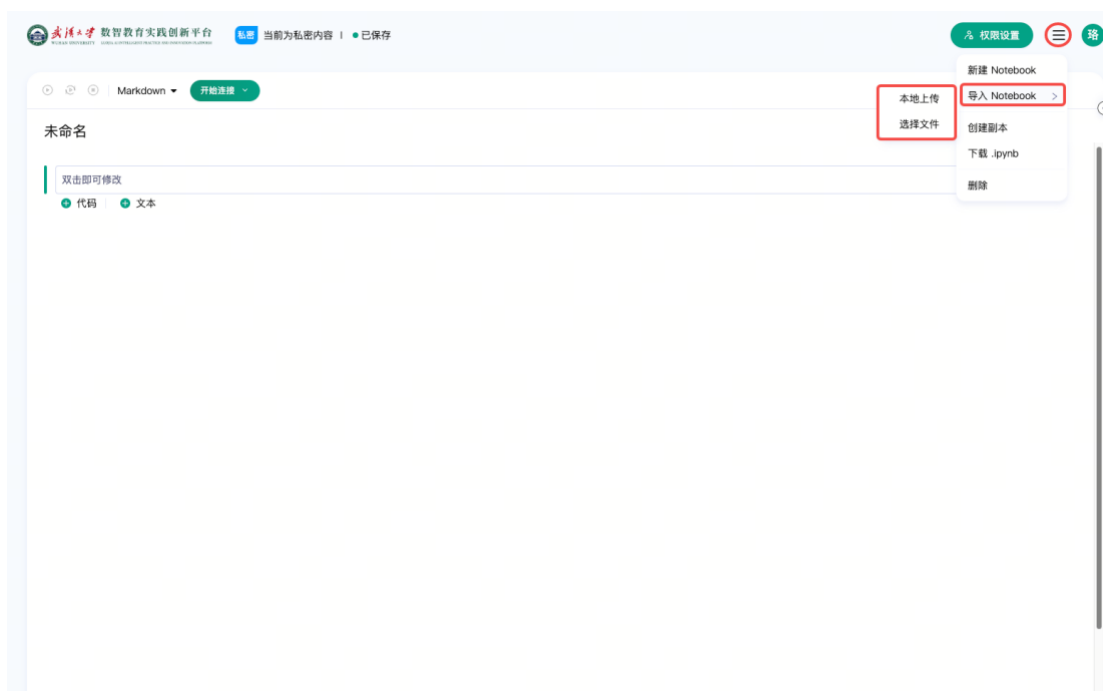 武汉大学 数智教育实践创新平台 私密 当前为私密内容 | 已保存 权限设置 珞
WUHAN UNIVERSITY
新建 Notebook
Markdown 开始连接
本地上传 导入 Notebook >
选择文件 创建副本
未命名
下载 .ipynb
双击即可修改 删除
代码 文本